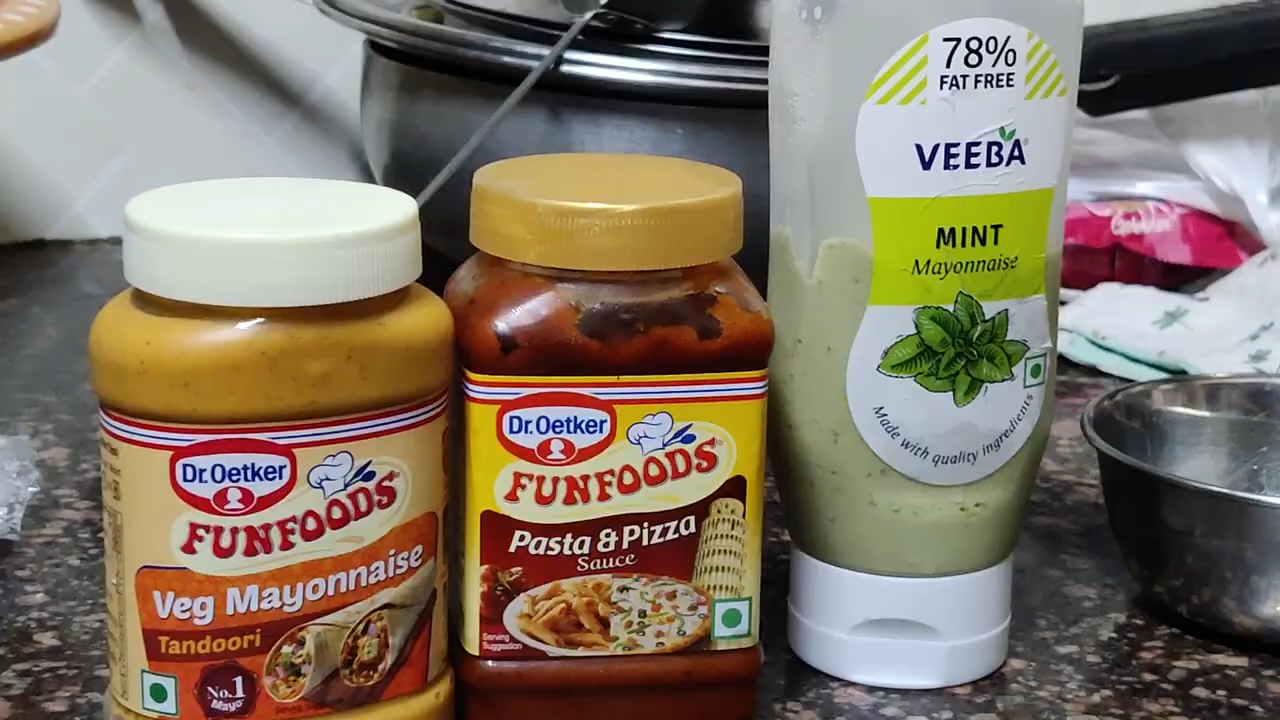 Dr.Oetker
FUNFOODS
Veg Mayonnaise
Tandoori
No.1
Mayo
Dr.Oetker
FUNFOODS
Pasta & Pizza
Sauce
Serving
Suggestion
78%
FAT FREE
VEEBA
MINT
Mayonnaise
Made with quality ingredients